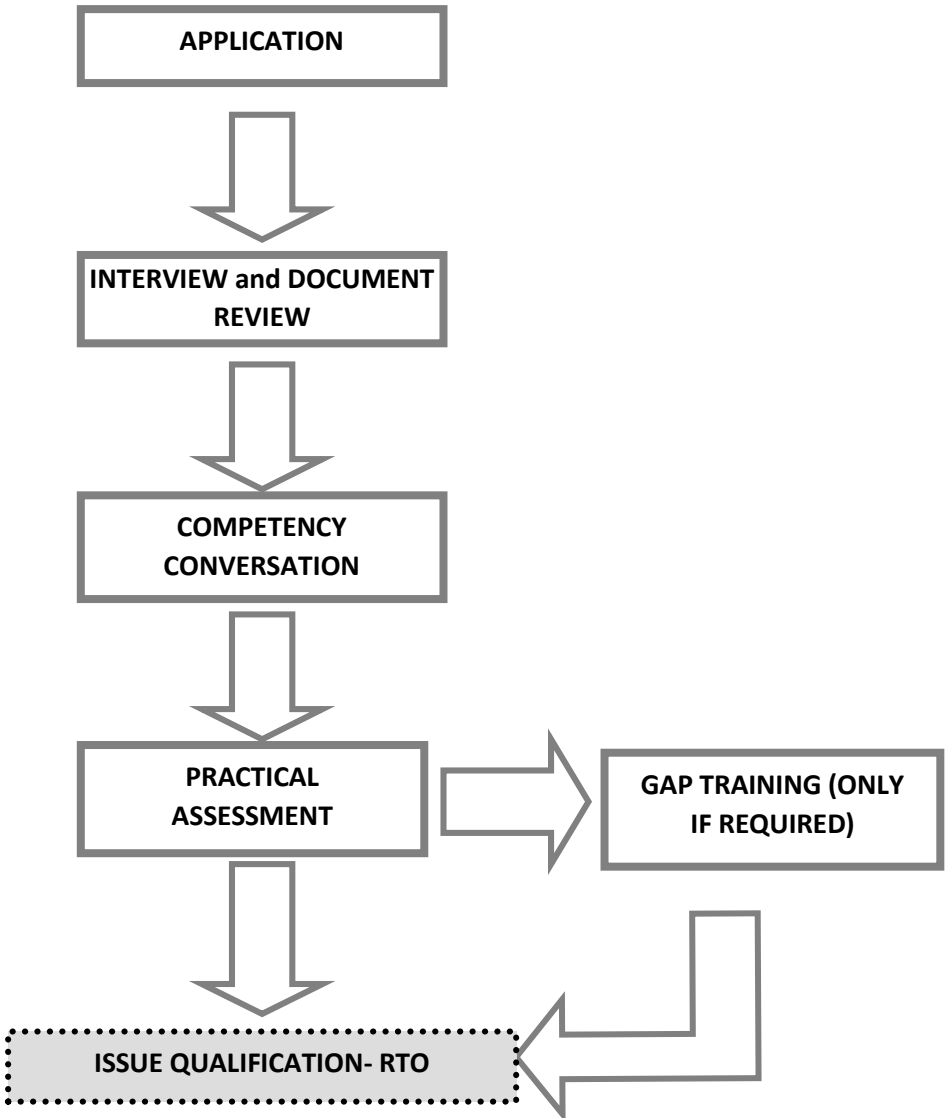 APPLICATION
INTERVIEW and DOCUMENT
REVIEW
COMPETENCY
CONVERSATION
PRACTICAL
ASSESSMENT
GAP TRAINING (ONLY
IF REQUIRED)
ISSUE QUALIFICATION- RTO